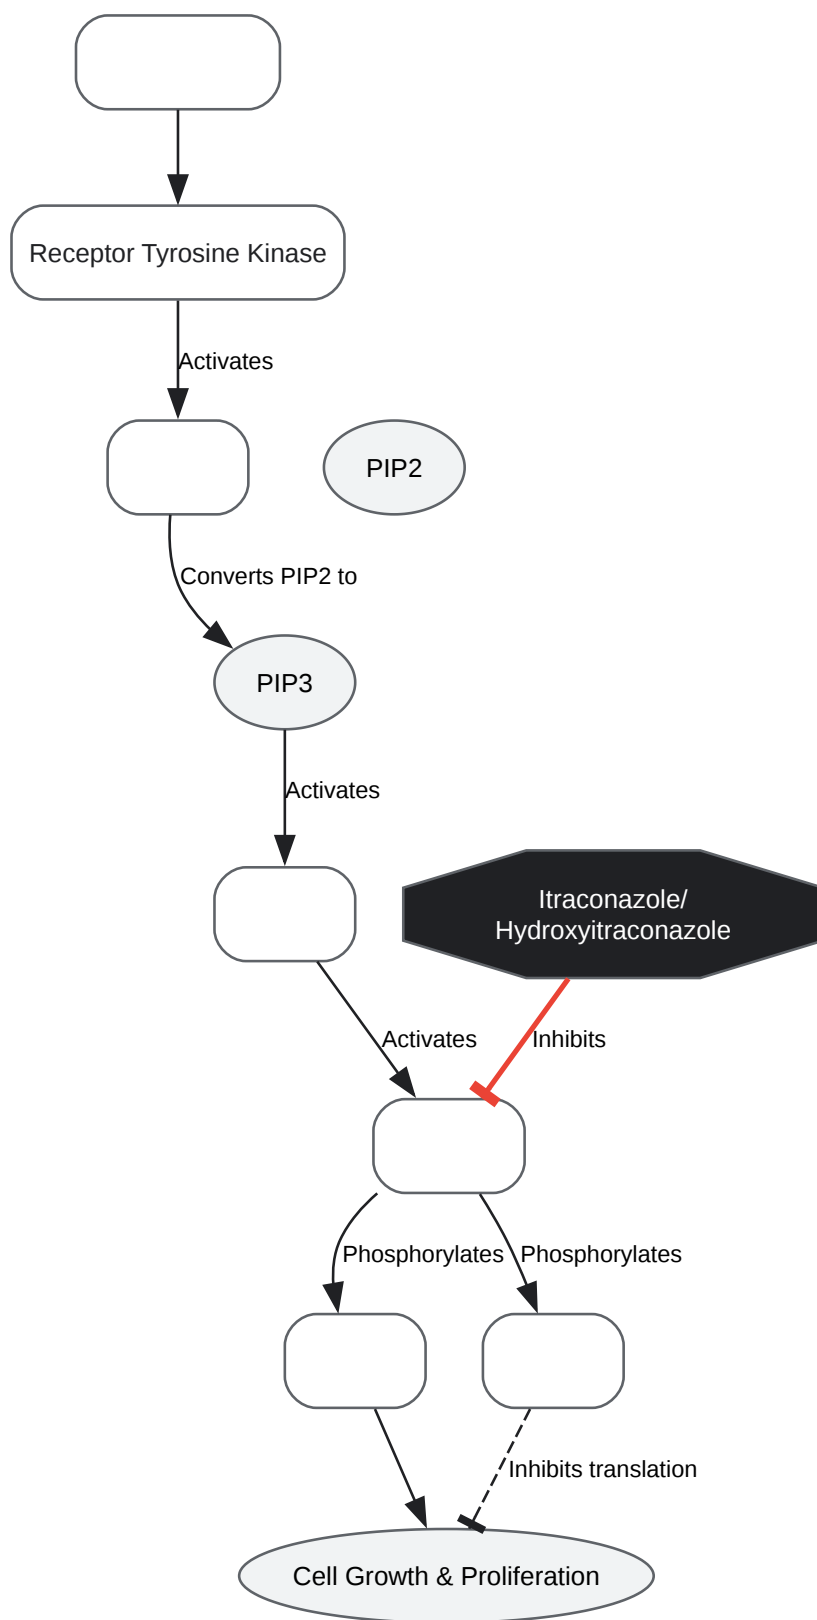 Receptor Tyrosine Kinase
Activates
PIP2
Converts PIP2 to
PIP3
Activates
Itraconazole/
Hydroxyitraconazole
Activates
Inhibits
Phosphorylates
Phosphorylates
Inhibits translation
Cell Growth & Proliferation